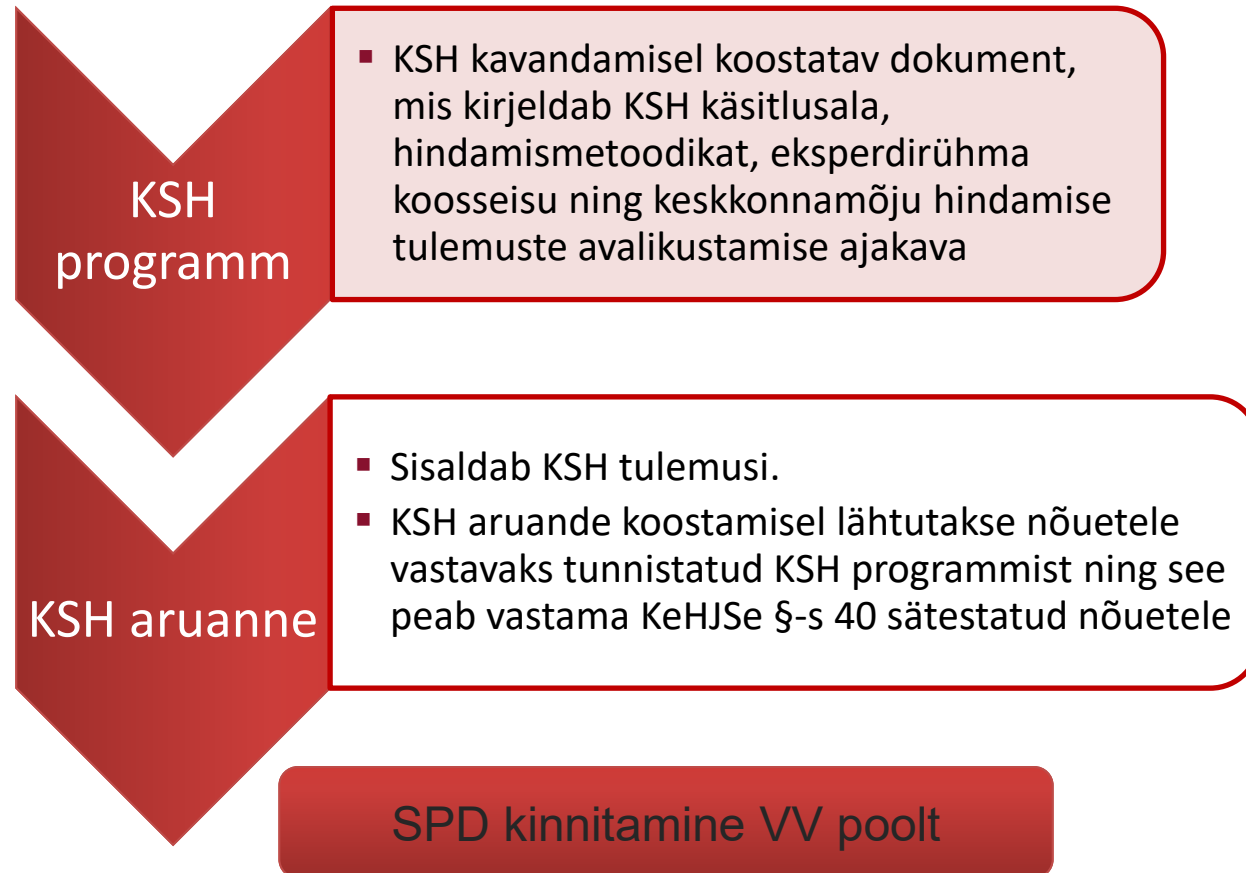 KSH
programm
▪ KSH kavandamisel koostatav dokument,
mis kirjeldab KSH käsitlusala,
hindamismetoodikat, eksperdirühma
koosseisu ning keskkonnamõju hindamise
tulemuste avalikustamise ajakava
KSH aruanne
▪ Sisaldab KSH tulemusi.
▪ KSH aruande koostamisel lähtutakse nõuetele
vastavaks tunnistatud KSH programmist ning see
peab vastama KeHJSe §-s 40 sätestatud nõuetele
SPD kinnitamine VV poolt